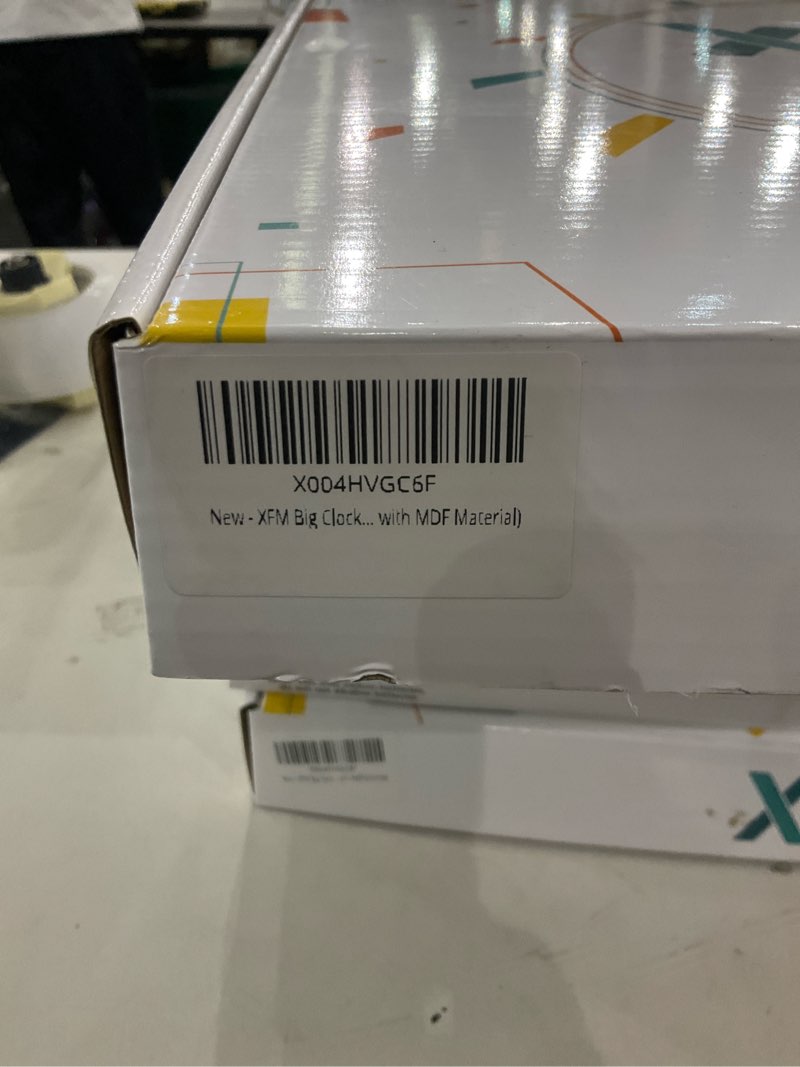 X004HVGC6F
New - XFM Big Clock... with MDF Material)
X